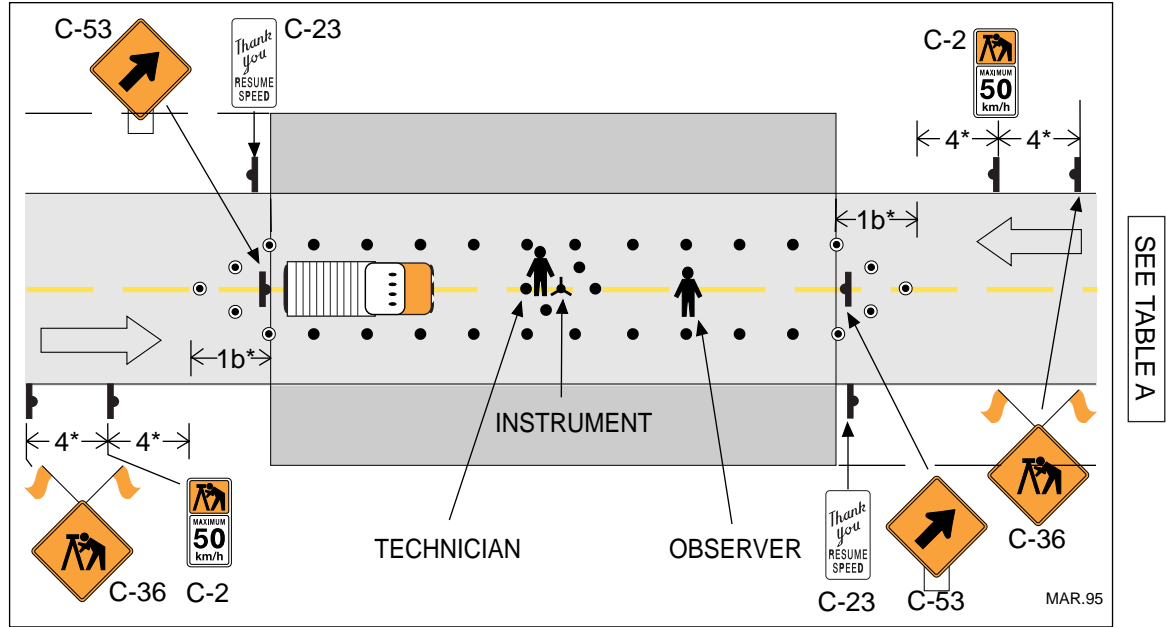 C-53
Thank
you
RESUME
SPEED
C-23
C-2
MAXIMUM
50
km/h
4*
4*
1b*
1b*
SEE TABLE A
INSTRUMENT
4*
4*
MAXIMUM
50
km/h
C-36
C-2
TECHNICIAN
OBSERVER
Thank
you
RESUME
SPEED
C-23
C-53
C-36
MAR.95